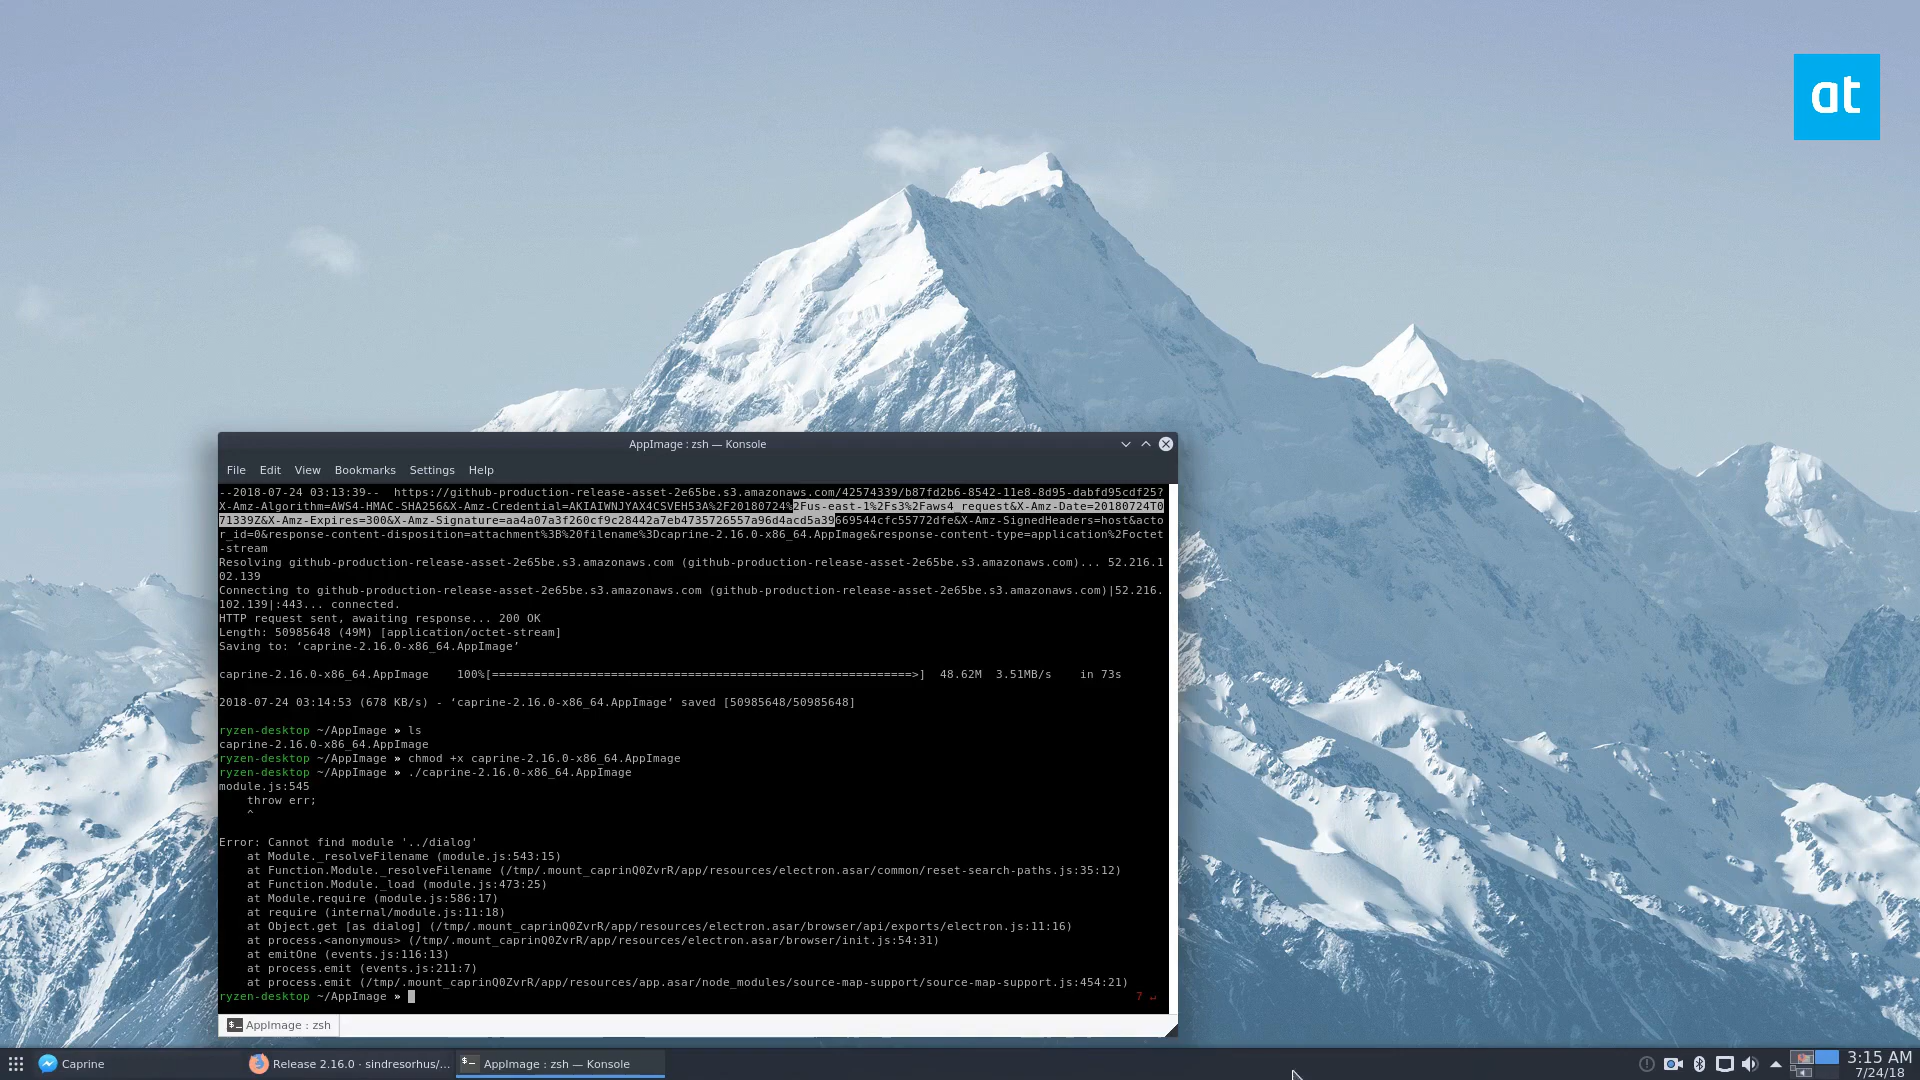 at
AppImage : zsh — Konsole
File Edit View Bookmarks Settings Help
--2018-07-24 03:13:39-- https://github-production-release-asset-2e65be.s3.amazonaws.com/42574339/b87fd2b6-8542-11e8-8d95-dabfd95cdf25?
X-Amz-Algorithm=AWS4-HMAC-SHA256&X-Amz-Credential=AKIAIWNJYAX4CSVEH53A%2F20180724%2Fus-east-1%2Fs3%2Faws4_request&X-Amz-Date=20180724T0
71339Z&X-Amz-Expires=300&X-Amz-Signature=aa4a07a3f260cf9c28442a7eb4735726557a96d4acd5a39669544cfc55772dfe&X-Amz-SignedHeaders=host&acto
r_id=0&response-content-disposition=attachment%3B%20filename%3Dcaprine-2.16.0-x86_64.AppImage&response-content-type=application%2Foctet
-stream
Resolving github-production-release-asset-2e65be.s3.amazonaws.com (github-production-release-asset-2e65be.s3.amazonaws.com)... 52.216.1
02.139
Connecting to github-production-release-asset-2e65be.s3.amazonaws.com (github-production-release-asset-2e65be.s3.amazonaws.com)|52.216.
102.139|:443... connected.
HTTP request sent, awaiting response... 200 OK
Length: 50985648 (49M) [application/octet-stream]
Saving to: ‘caprine-2.16.0-x86_64.AppImage’
caprine-2.16.0-x86_64.AppImage 100%[============================================================>] 48.62M 3.51MB/s in 73s
2018-07-24 03:14:53 (678 KB/s) - ‘caprine-2.16.0-x86_64.AppImage’ saved [50985648/50985648]
ryzen-desktop ~/AppImage » ls
caprine-2.16.0-x86_64.AppImage
ryzen-desktop ~/AppImage » chmod +x caprine-2.16.0-x86_64.AppImage
ryzen-desktop ~/AppImage » ./caprine-2.16.0-x86_64.AppImage
module.js:545
throw err;
^
Error: Cannot find module '../dialog'
at Module._resolveFilename (module.js:543:15)
at Function.Module._resolveFilename (/tmp/.mount_caprinQ0ZvrR/app/resources/electron.asar/common/reset-search-paths.js:35:12)
at Function.Module._load (module.js:473:25)
at Module.require (module.js:586:17)
at require (internal/module.js:11:18)
at Object.get [as dialog] (/tmp/.mount_caprinQ0ZvrR/app/resources/electron.asar/browser/api/exports/electron.js:11:16)
at process.<anonymous> (/tmp/.mount_caprinQ0ZvrR/app/resources/electron.asar/browser/init.js:54:31)
at emitOne (events.js:116:13)
at process.emit (events.js:211:7)
at process.emit (/tmp/.mount_caprinQ0ZvrR/app/resources/app.asar/node_modules/source-map-support/source-map-support.js:454:21)
ryzen-desktop ~/AppImage » 7 ↵
AppImage : zsh
Caprine
Release 2.16.0 · sindresorhus/...
AppImage : zsh — Konsole
3:15 AM
7/24/18